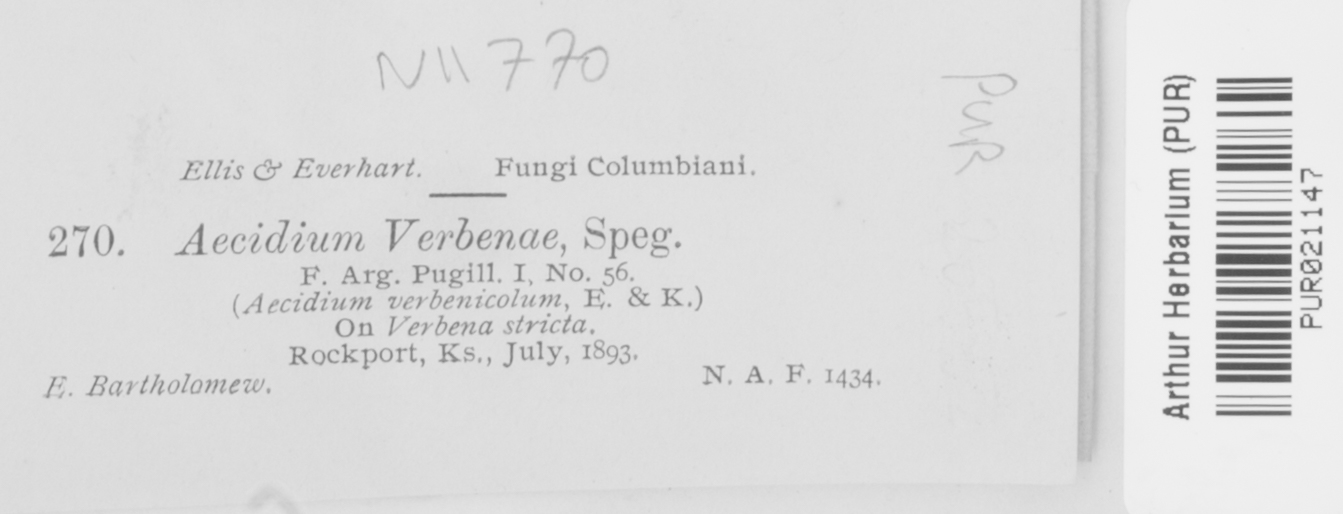 N11770
PUR
Ellis & Everhart. Fungi Columbiani.
270. Aecidium Verbenae, Speg.
F. Arg. Pugill. I, No. 56.
(Aecidium verbenicolum, E. & K.)
On Verbena stricta.
Rockport, Ks., July, 1893.
E. Bartholomew. N. A. F. 1434.
Arthur Herbarium (PUR)
PUR021147